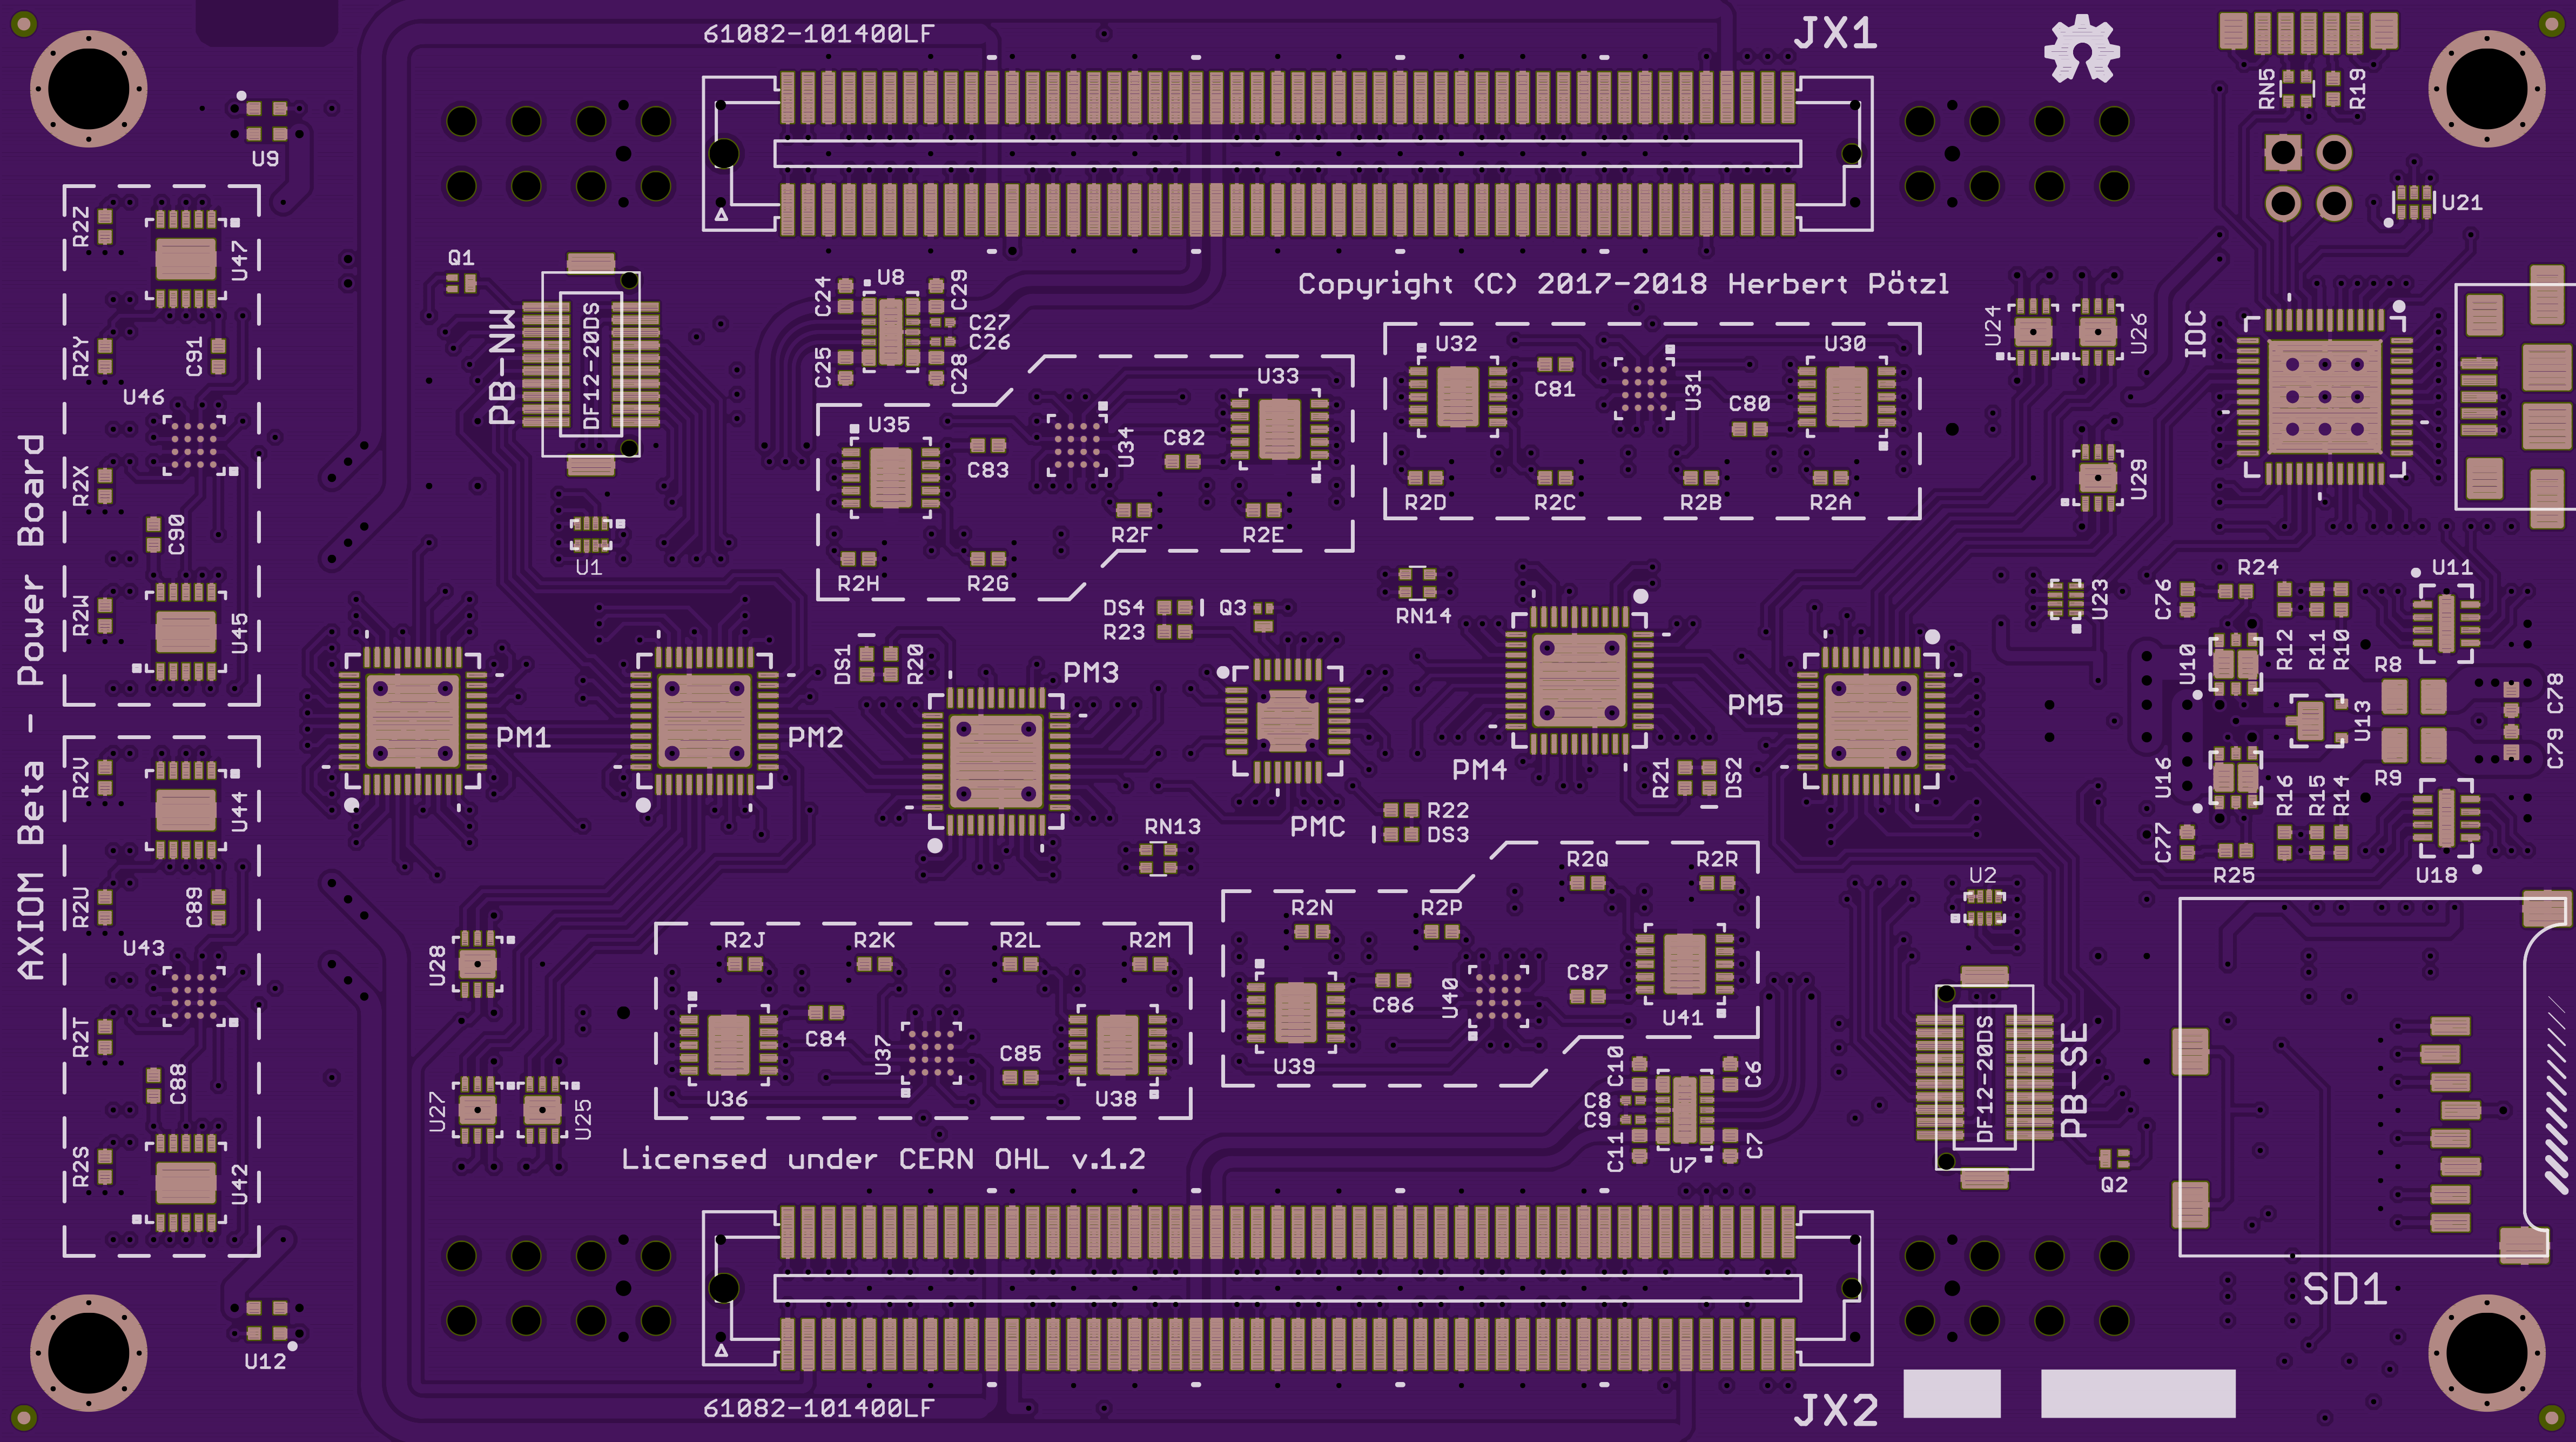 61082-101400LF
JX1
RN5
R19
U9
U21
R2Z
U47
Q1
U8
C24
C29
C27
C26
C25
C28
Copyright (C) 2017-2018 Herbert Pötzl
PB-NW
DF12-20DS
U24
U26
IOC
R2Y
C91
U46
U32
C81
U31
U30
C80
U33
U35
U34
C82
C83
R2X
R2D
R2C
R2B
R2A
U29
R2F
R2E
C90
U1
R2H
R2G
AXIOM Beta - Power Board
R2W
U45
DS4
Q3
R23
RN14
U23
C76
R24
U11
R12
R11
R10
DS1
R20
PM3
U10
R8
C78
PM1
PM2
PM5
U13
C79
PM4
R21
DS2
U16
R9
R2V
U44
R22
DS3
RN13
PMC
R16
R15
R14
C77
R25
U18
R2U
C89
U43
R2Q
R2R
U2
R2N
R2P
R2J
R2K
R2L
R2M
U28
C87
C86
U40
U41
R2T
C84
U37
C85
U39
C88
U36
U38
U27
U25
C10
C6
C8
C9
C11
C7
U7
DF12-20DS
PB-SE
Q2
R2S
U42
Licensed under CERN OHL v.1.2
SD1
U12
61082-101400LF
JX2